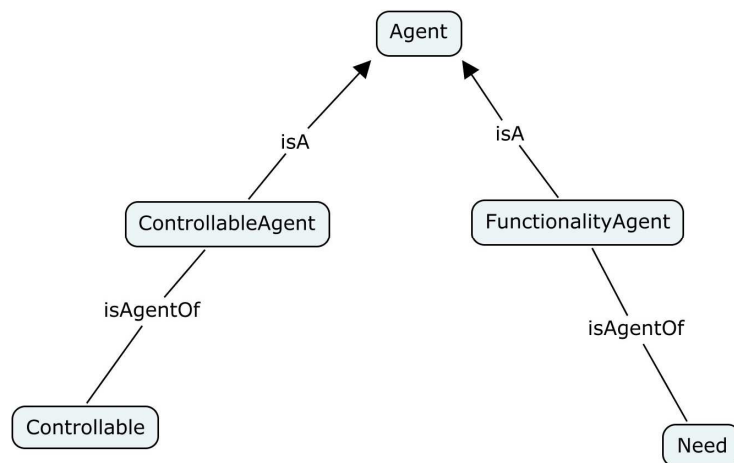 Agent
isA
isA
ControllableAgent
FunctionalityAgent
isAgentOf
isAgentOf
Controllable
Need